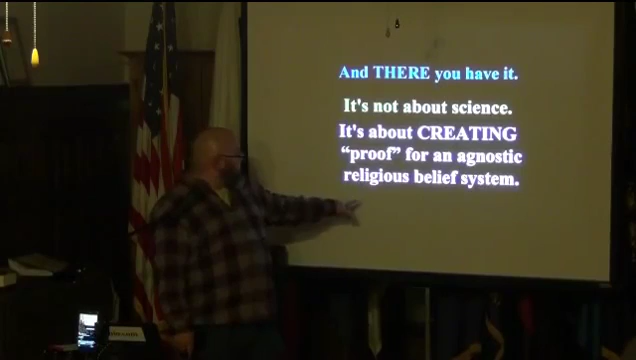 And THERE you have it.
It's not about science.
It's about CREATING
“proof” for an agnostic
religious belief system.